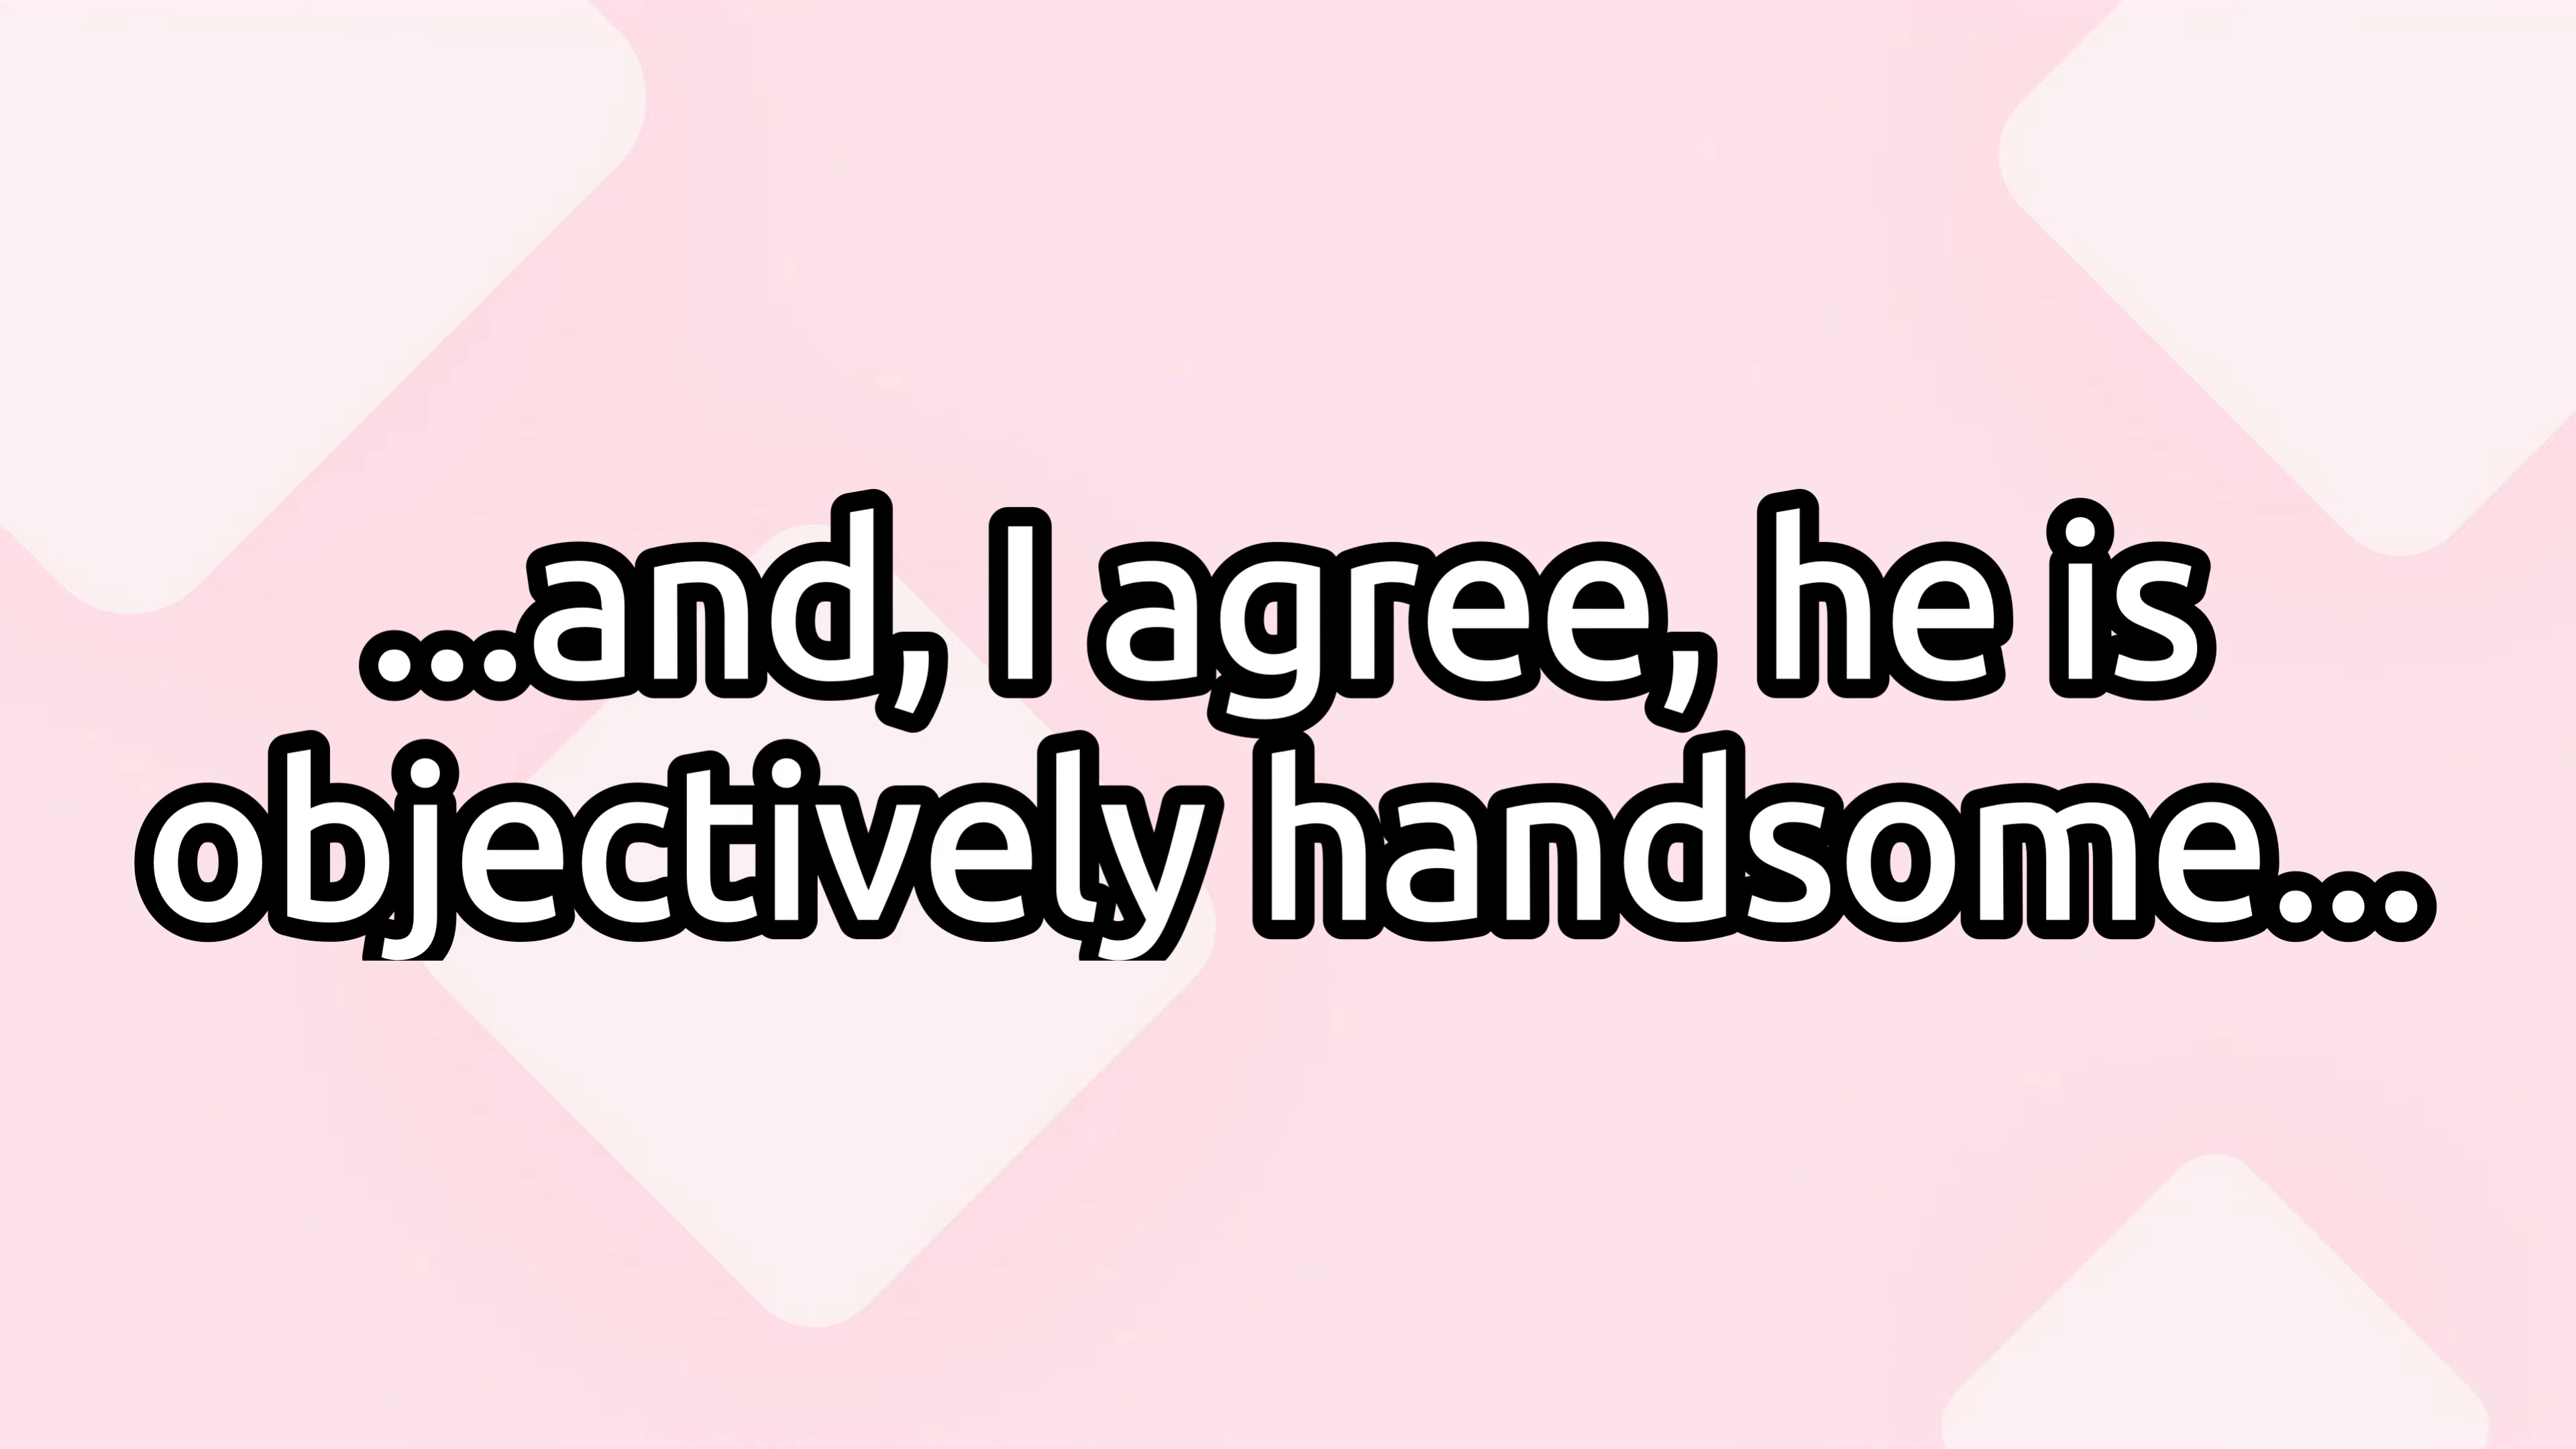 ...and, I agree, he is
objectively handsome...